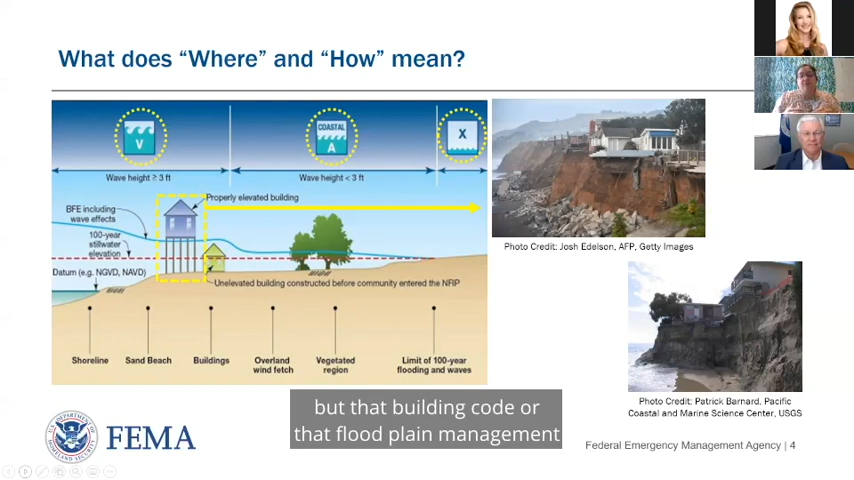 What does “Where” and “How” mean?
V
COASTAL
A
X
Wave height ≥ 3 ft
Wave height < 3 ft
Properly elevated building
BFE including
wave effects
100-year
stillwater
elevation
Datum (e.g. NGVD, NAVD)
Unelevated building constructed before community entered the NFIP
Shoreline
Sand Beach
Buildings
Overland
wind fetch
Vegetated
region
Limit of 100-year
flooding and waves
Photo Credit: Josh Edelson, AFP, Getty Images
Photo Credit: Patrick Barnard, Pacific
Coastal and Marine Science Center, USGS
but that building code or
that flood plain management
FEMA
Federal Emergency Management Agency | 4